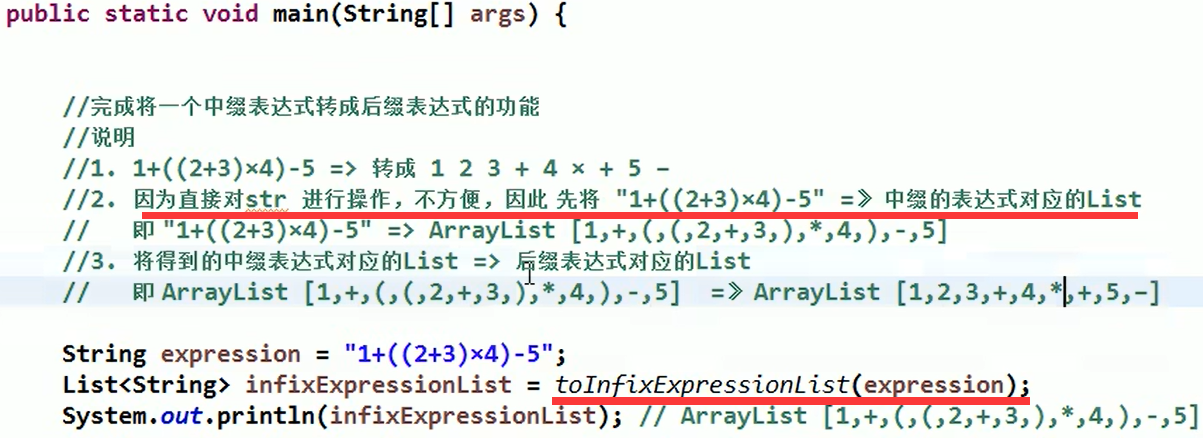 public static void main(String[] args) {
//完成将一个中缀表达式转成后缀表达式的功能
//说明
//1. 1+((2+3)×4)-5 => 转成 1 2 3 + 4 × + 5 –
//2. 因为直接对str 进行操作，不方便，因此 先将 "1+((2+3)×4)-5" =》 中缀的表达式对应的List
// 即 "1+((2+3)×4)-5" => ArrayList [1,+,(,(,2,+,3,),*,4,),-,5]
//3. 将得到的中缀表达式对应的List => 后缀表达式对应的List
// 即 ArrayList [1,+,(,(,2,+,3,),*,4,),-,5] =》 ArrayList [1,2,3,+,4,*,+,5,–]
String expression = "1+((2+3)×4)-5";
List<String> infixExpressionList = toInfixExpressionList(expression);
System.out.println(infixExpressionList); // ArrayList [1,+,(,(,2,+,3,),*,4,),-,5]